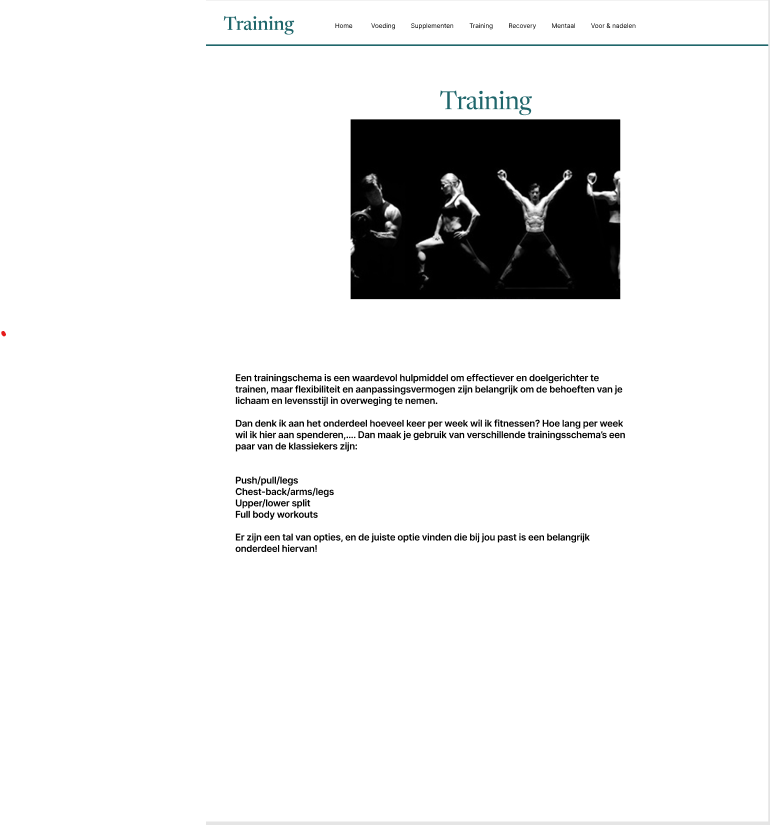 Training
Home Voeding Supplementen Training Recovery Mentaal Voor & nadelen
Training
Een trainingschema is een waardevol hulpmiddel om effectiever en doelgerichter te
trainen, maar flexibiliteit en aanpassingsvermogen zijn belangrijk om de behoeften van je
lichaam en levensstijl in overweging te nemen.
Dan denk ik aan het onderdeel hoeveel keer per week wil ik fitnessen? Hoe lang per week
wil ik hier aan spenderen,.... Dan maak je gebruik van verschillende trainingsschema's een
paar van de klassiekers zijn:
Push/pull/legs
Chest-back/arms/legs
Upper/lower split
Full body workouts
Er zijn een tal van opties, en de juiste optie vinden die bij jou past is een belangrijk
onderdeel hiervan!